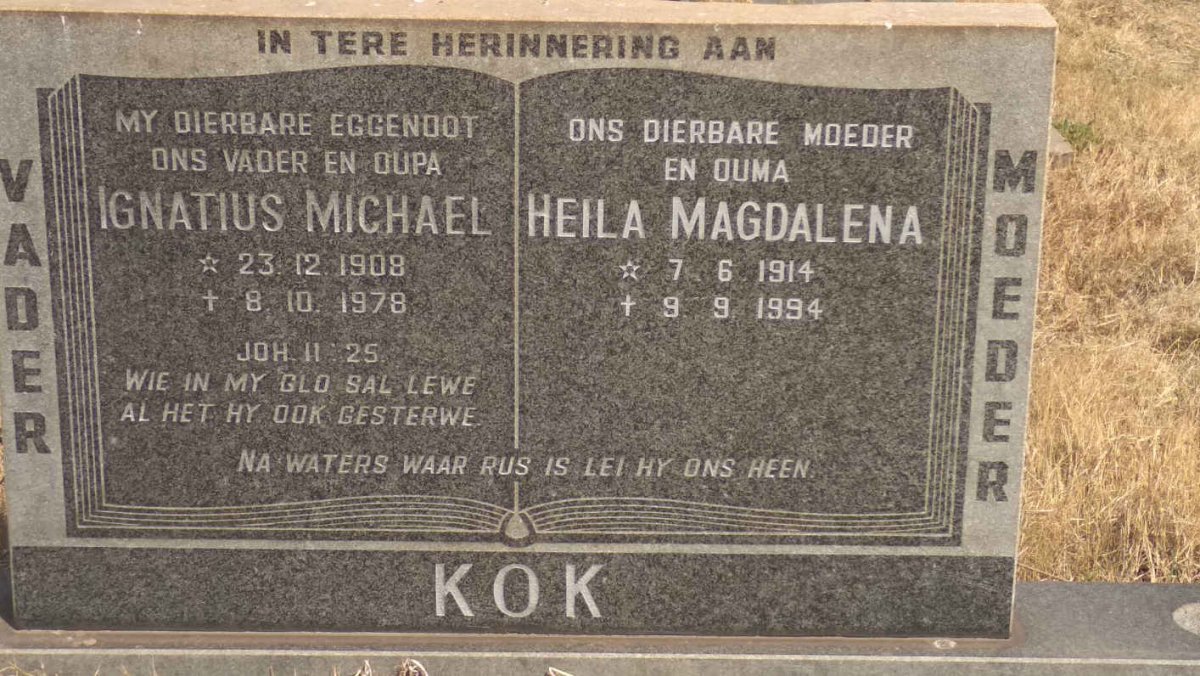 IN TERE HERINNERING AAN
VADER
MY DIERBARE EGGENOOT
ONS VADER EN OUPA
IGNATIUS MICHAEL
☆ 23. 12. 1908
† 8. 10. 1978
JOH. 11 : 25.
WIE IN MY GLO SAL LEWE
AL HET HY OOK GESTERWE.
ONS DIERBARE MOEDER
EN OUMA
HEILA MAGDALENA
☆ 7 6 1914
† 9 9 1994
MOEDER
NA WATERS WAAR RUS IS LEI HY ONS HEEN.
KOK